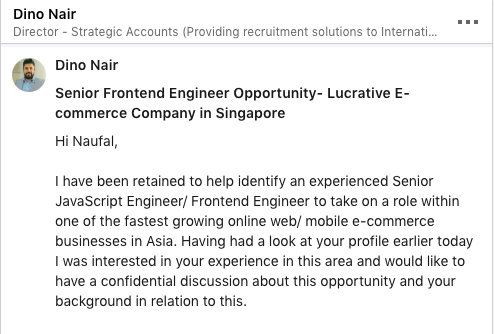 Dino Nair
Director - Strategic Accounts (Providing recruitment solutions to Internati...
Dino Nair
Senior Frontend Engineer Opportunity- Lucrative E-
commerce Company in Singapore
Hi Naufal,
I have been retained to help identify an experienced Senior
JavaScript Engineer/ Frontend Engineer to take on a role within
one of the fastest growing online web/ mobile e-commerce
businesses in Asia. Having had a look at your profile earlier today
I was interested in your experience in this area and would like to
have a confidential discussion about this opportunity and your
background in relation to this.